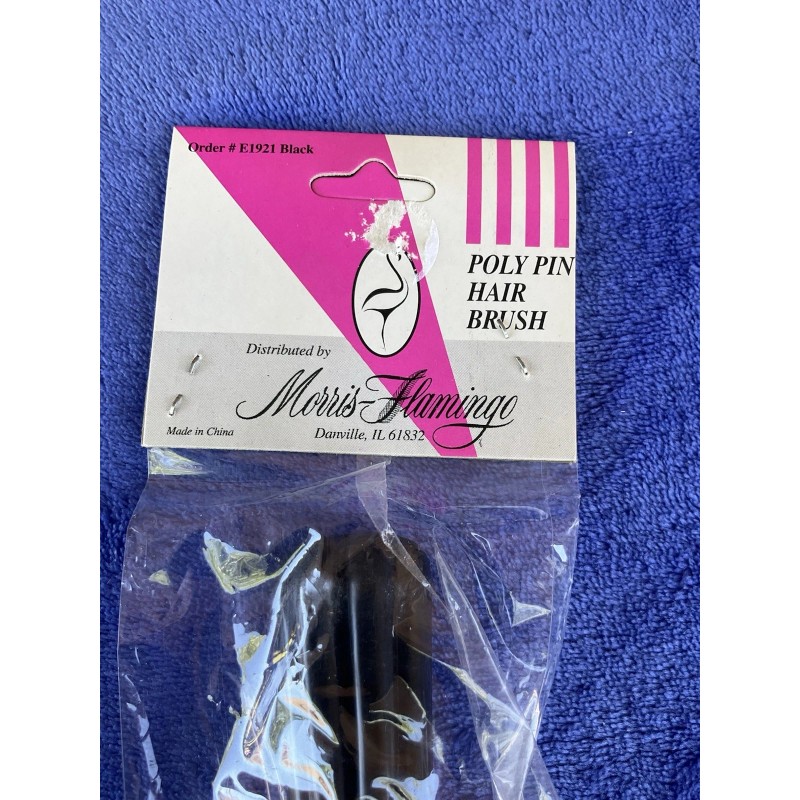 Order # E1921 Black
POLY PIN
HAIR
BRUSH
Distributed by
Morris-Flamingo
Made in China
Danville, IL 61832